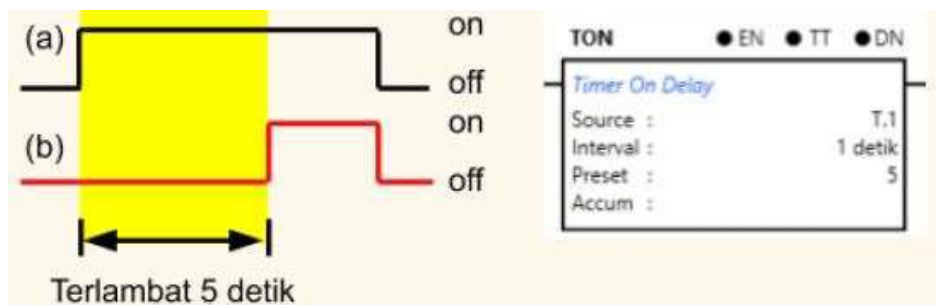 (a)
on
off
(b)
on
off
Terlambat 5 detik
TON ● EN ● TT ● DN
Timer On Delay
Source : T.1
Interval : 1 detik
Preset : 5
Accum :